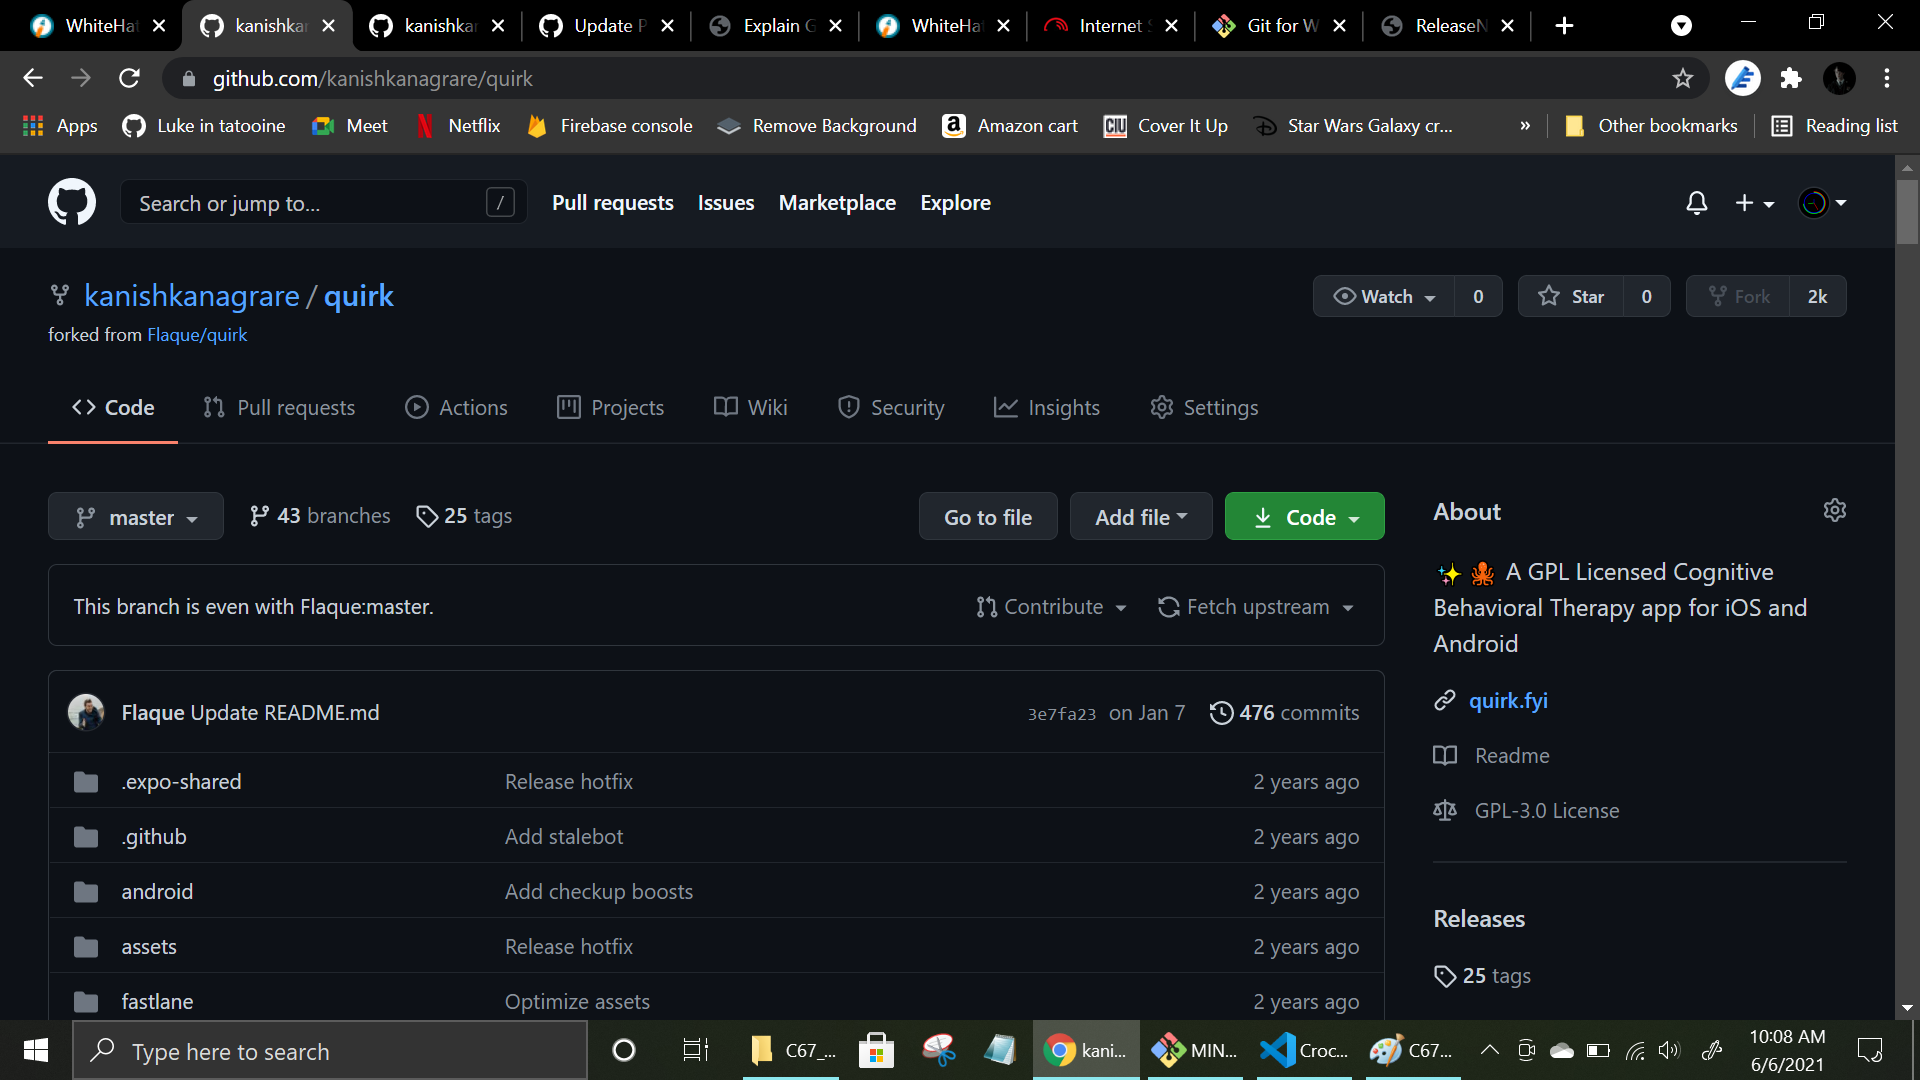 WhiteHat
kanishkar
kanishkar
Update P
Explain G
WhiteHat
Internet S
Git for W
ReleaseN
github.com/kanishkanagrare/quirk
Apps
Luke in tatooine
Meet
Netflix
Firebase console
Remove Background
Amazon cart
CIU
Cover It Up
Star Wars Galaxy cr...
»
Other bookmarks
Reading list
Search or jump to...
/
Pull requests
Issues
Marketplace
Explore
kanishkanagrare / quirk
forked from Flaque/quirk
Watch 0
Star 0
Fork 2k
Code
Pull requests
Actions
Projects
Wiki
Security
Insights
Settings
master
43 branches
25 tags
Go to file
Add file
Code
This branch is even with Flaque:master.
Contribute
Fetch upstream
Flaque Update README.md
3e7fa23 on Jan 7
476 commits
.expo-shared Release hotfix 2 years ago
.github Add stalebot 2 years ago
android Add checkup boosts 2 years ago
assets Release hotfix 2 years ago
fastlane Optimize assets 2 years ago
About
A GPL Licensed Cognitive
Behavioral Therapy app for iOS and
Android
quirk.fyi
Readme
GPL-3.0 License
Releases
25 tags
Type here to search
C67_...
kani...
MIN...
Croc...
C67...
10:08 AM
6/6/2021